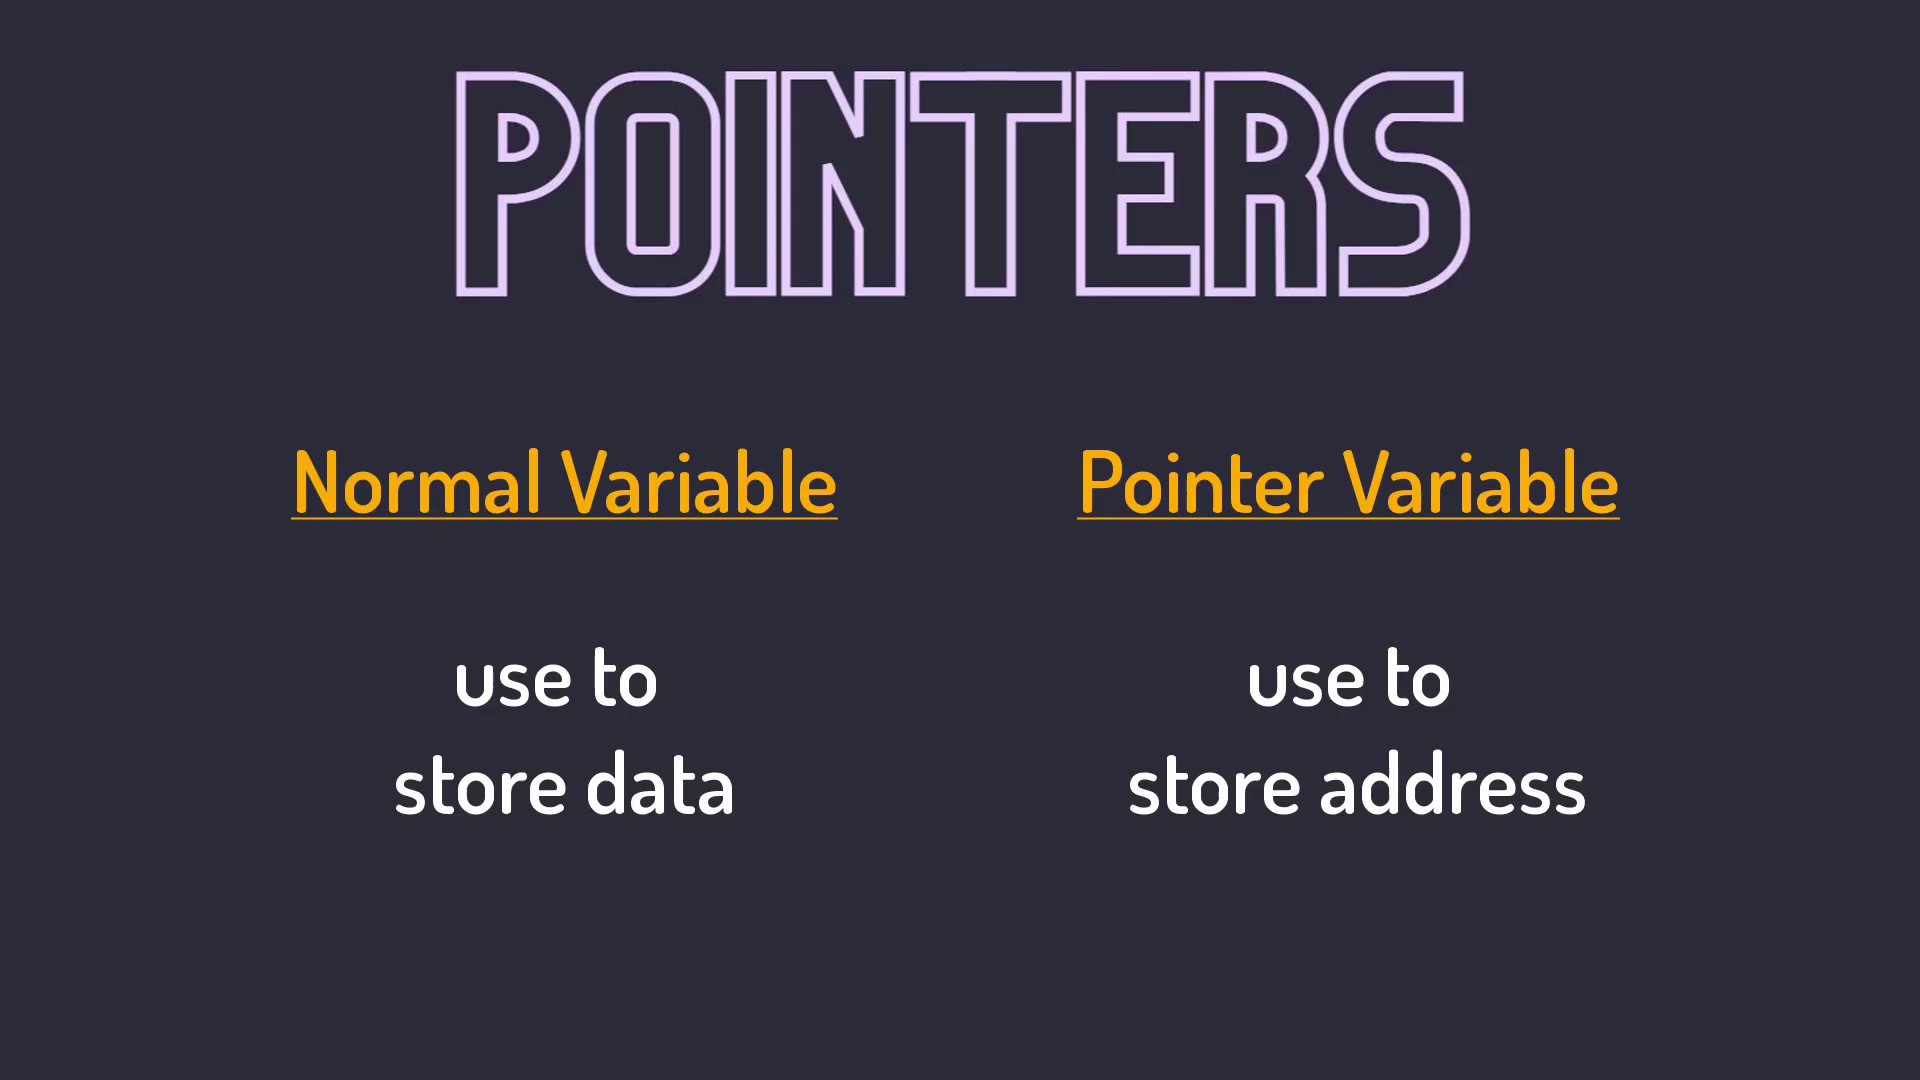 POINTERS
Normal Variable
use to
store data
Pointer Variable
use to
store address